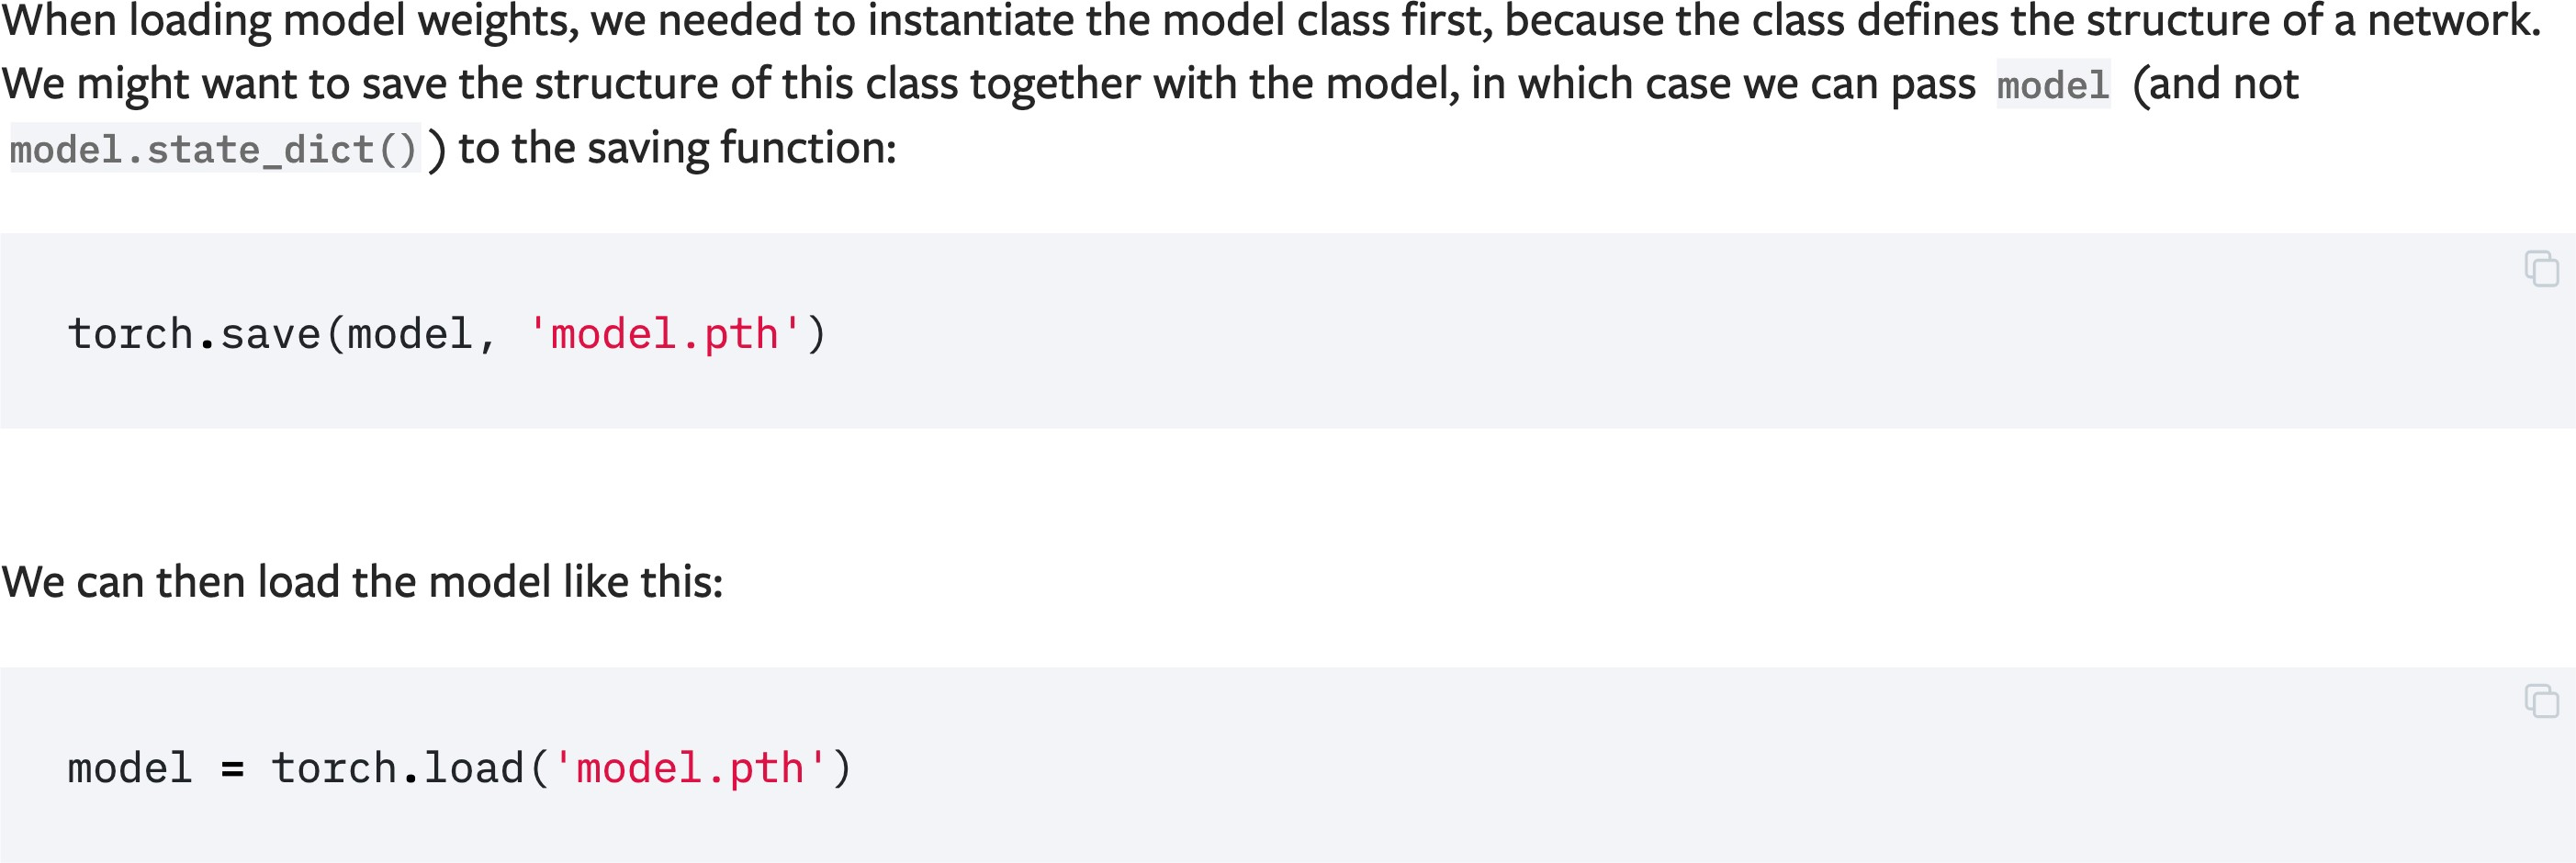 When loading model weights, we needed to instantiate the model class first, because the class defines the structure of a network.
We might want to save the structure of this class together with the model, in which case we can pass model (and not
model.state_dict() ) to the saving function:
torch.save(model, 'model.pth')
We can then load the model like this:
model = torch.load('model.pth')